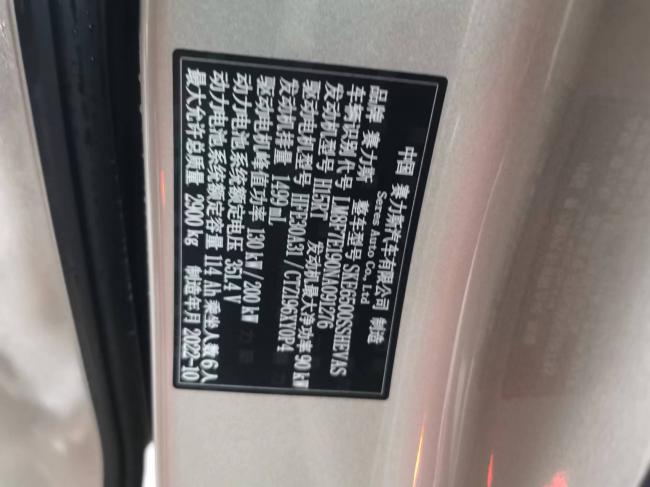 中国 赛力斯汽车有限公司 制造
Seres Auto Co., Ltd
品牌 赛力斯 整车型号 SKE6500SSHEVAS
车辆识别代号 LM8F7E190NA091276
发动机型号 H15RT 发动机最大净功率 90 kW
驱动电机型号 HPE30A31 / CTZ196XY0P4
发动机排量 1499 mL
驱动电机峰值功率 130 kW / 200 kW
动力电池系统额定电压 351.4 V
动力电池系统额定容量 114 Ah 乘坐人数 6 人
最大允许总质量 2900 kg 制造年月 2022-10